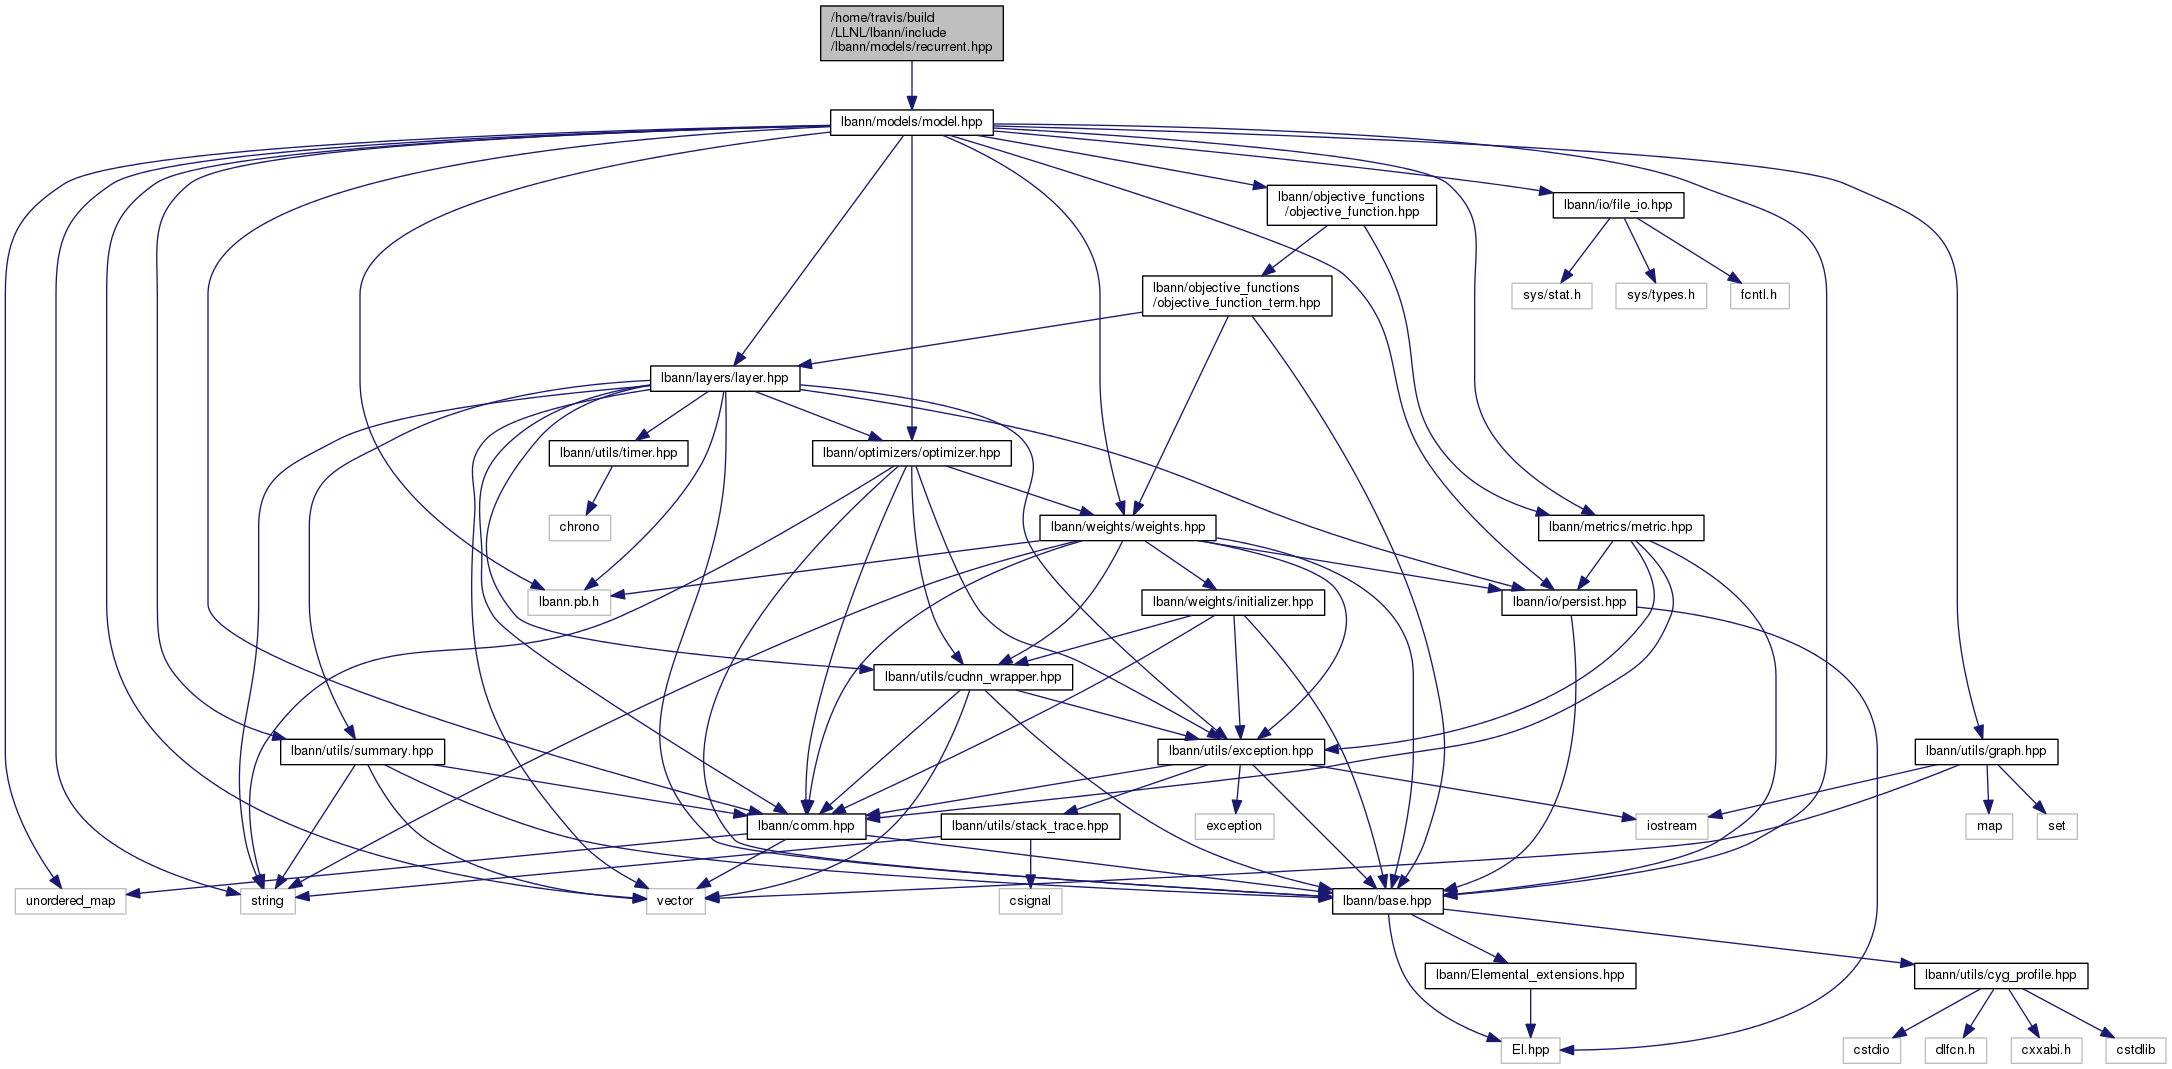 /home/travis/build
/LLNL/lbann/include
/lbann/models/recurrent.hpp
lbann/models/model.hpp
lbann/objective_functions
/objective_function.hpp
lbann/io/file_io.hpp
lbann/objective_functions
/objective_function_term.hpp
sys/stat.h
sys/types.h
fcntl.h
lbann/layers/layer.hpp
lbann/utils/timer.hpp
lbann/optimizers/optimizer.hpp
chrono
lbann/weights/weights.hpp
lbann/metrics/metric.hpp
lbann.pb.h
lbann/weights/initializer.hpp
lbann/io/persist.hpp
lbann/utils/cudnn_wrapper.hpp
lbann/utils/summary.hpp
lbann/utils/exception.hpp
lbann/utils/graph.hpp
lbann/comm.hpp
lbann/utils/stack_trace.hpp
exception
iostream
map
set
unordered_map
string
vector
csignal
lbann/base.hpp
lbann/Elemental_extensions.hpp
lbann/utils/cyg_profile.hpp
El.hpp
cstdio
dlfcn.h
cxxabi.h
cstdlib